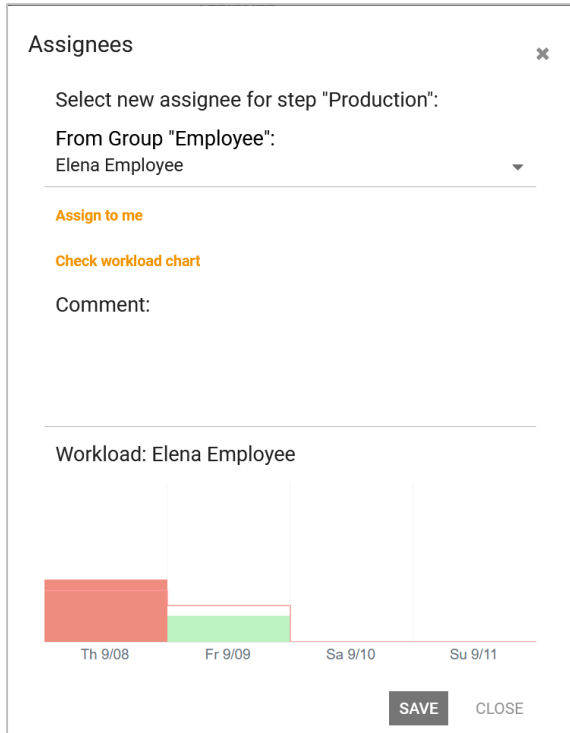 Assignees
Select new assignee for step "Production":
From Group "Employee":
Elena Employee
Assign to me
Check workload chart
Comment:
Workload: Elena Employee
Th 9/08 Fr 9/09 Sa 9/10 Su 9/11
SAVE CLOSE